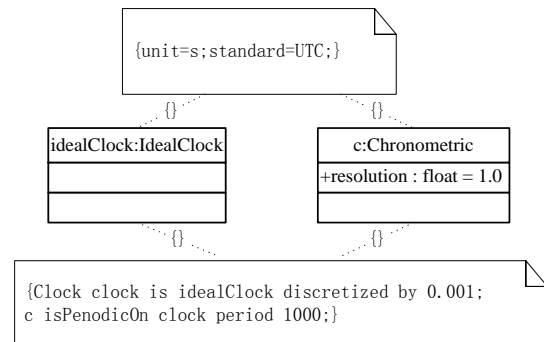 {unit=s;standard=UTC;}
{}
{}
idealClock:IdealClock
c:Chronometric
+resolution : float = 1.0
{}
{}
{Clock clock is idealClock discretized by 0.001;
c isPenodicOn clock period 1000;}